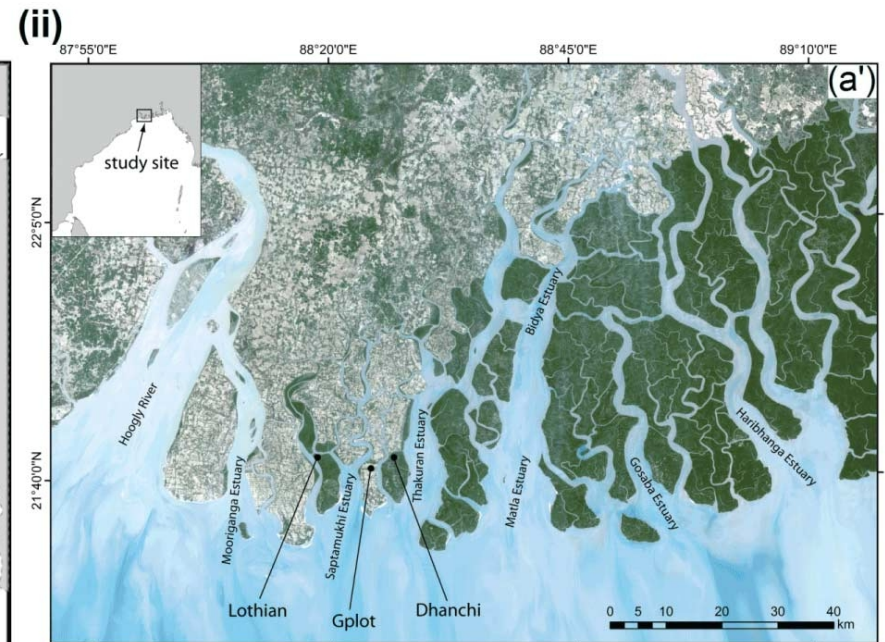 (ii)
87°55'0"E
88°20'0"E
88°45'0"E
89°10'0"E
(a')
study site
22°5'0"N
21°40'0"N
Hoogly River
Mooriganga Estuary
Saptamukhi Estuary
Thakuran Estuary
Matla Estuary
Bidya Estuary
Gosaba Estuary
Haribhanga Estuary
Lothian
Gplot
Dhanchi
0 5 10 20 30 40
km